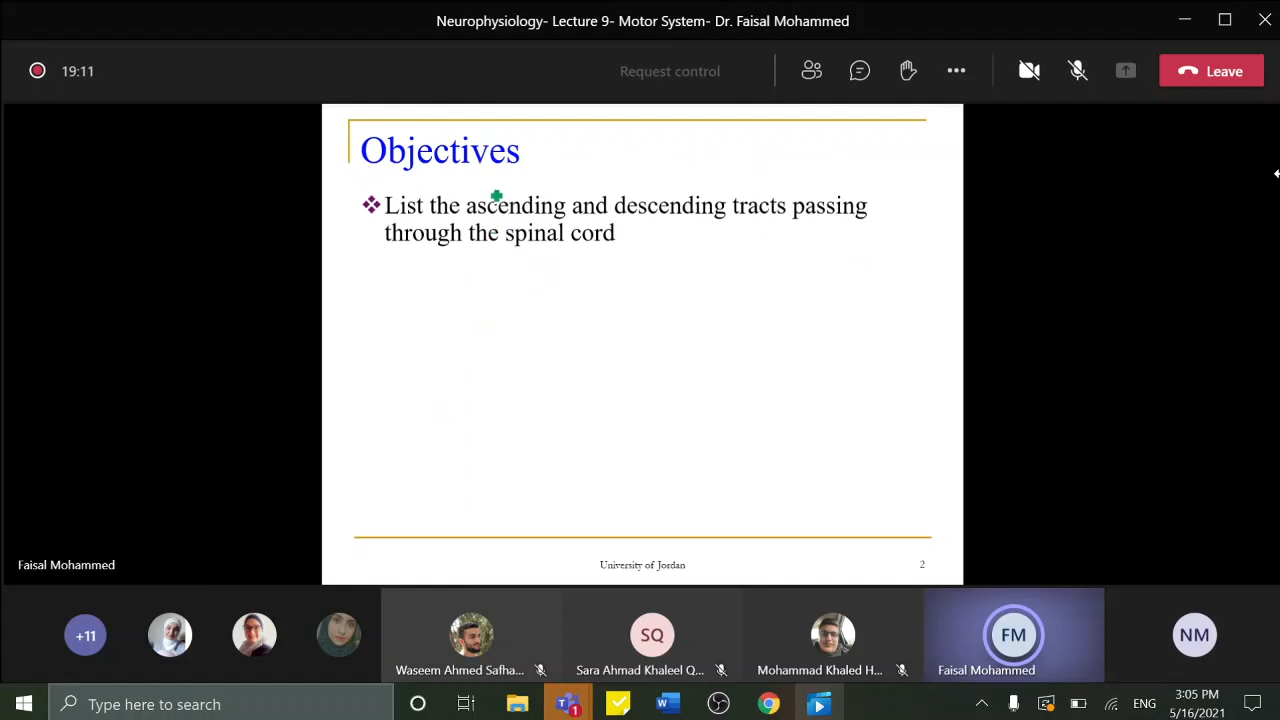 Neurophysiology- Lecture 9- Motor System- Dr. Faisal Mohammed
19:11
Request control
Leave
Objectives
List the ascending and descending tracts passing
through the spinal cord
University of Jordan
2
Faisal Mohammed
+11
SQ
FM
NM
Waseem Ahmed Safha...
Sara Ahmad Khaleel Q...
Mohammad Khaled H...
Faisal Mohammed
Type here to search
1
ENG
3:05 PM
5/16/2021